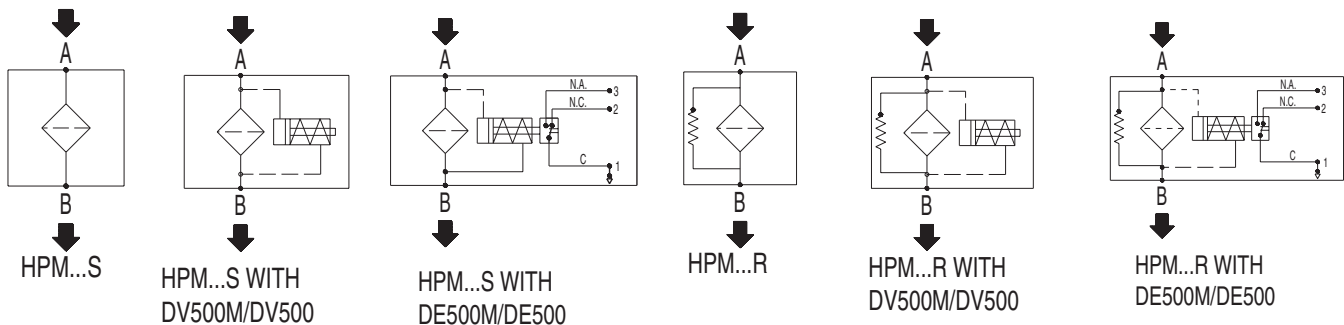 A
B
HPM...S
A
B
HPM...S WITH
DV500M/DV500
A
N.A.
3
N.C.
2
C
1
B
HPM...S WITH
DE500M/DE500
A
B
HPM...R
A
B
HPM...R WITH
DV500M/DV500
A
N.A.
3
N.C.
2
C
1
B
HPM...R WITH
DE500M/DE500